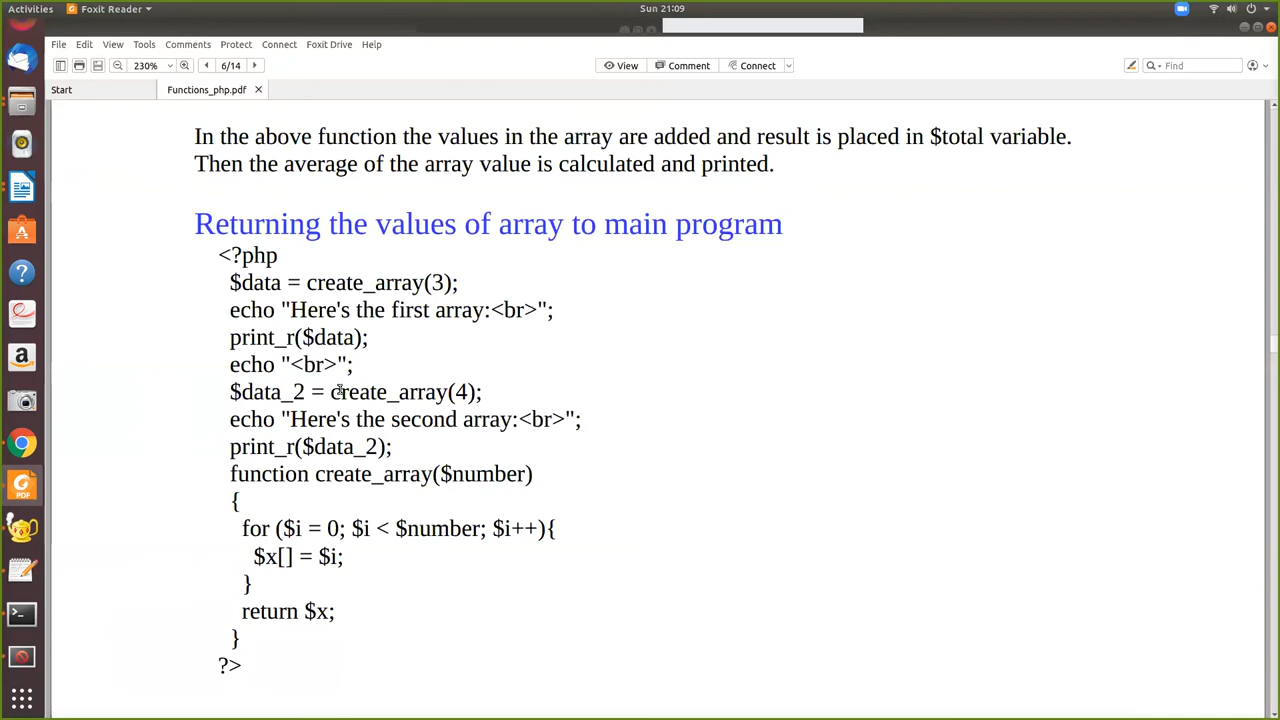 Activities
Foxit Reader
Sun 21:09
File Edit View Tools Comments Protect Connect Foxit Drive Help
230% 6/14 View Comment Connect Find
Start Functions_php.pdf
In the above function the values in the array are added and result is placed in $total variable.
Then the average of the array value is calculated and printed.
Returning the values of array to main program
<?php
$data = create_array(3);
echo "Here's the first array:<br>";
print_r($data);
echo "<br>";
$data_2 = create_array(4);
echo "Here's the second array:<br>";
print_r($data_2);
function create_array($number)
{
for ($i = 0; $i < $number; $i++){
$x[] = $i;
}
return $x;
}
?>